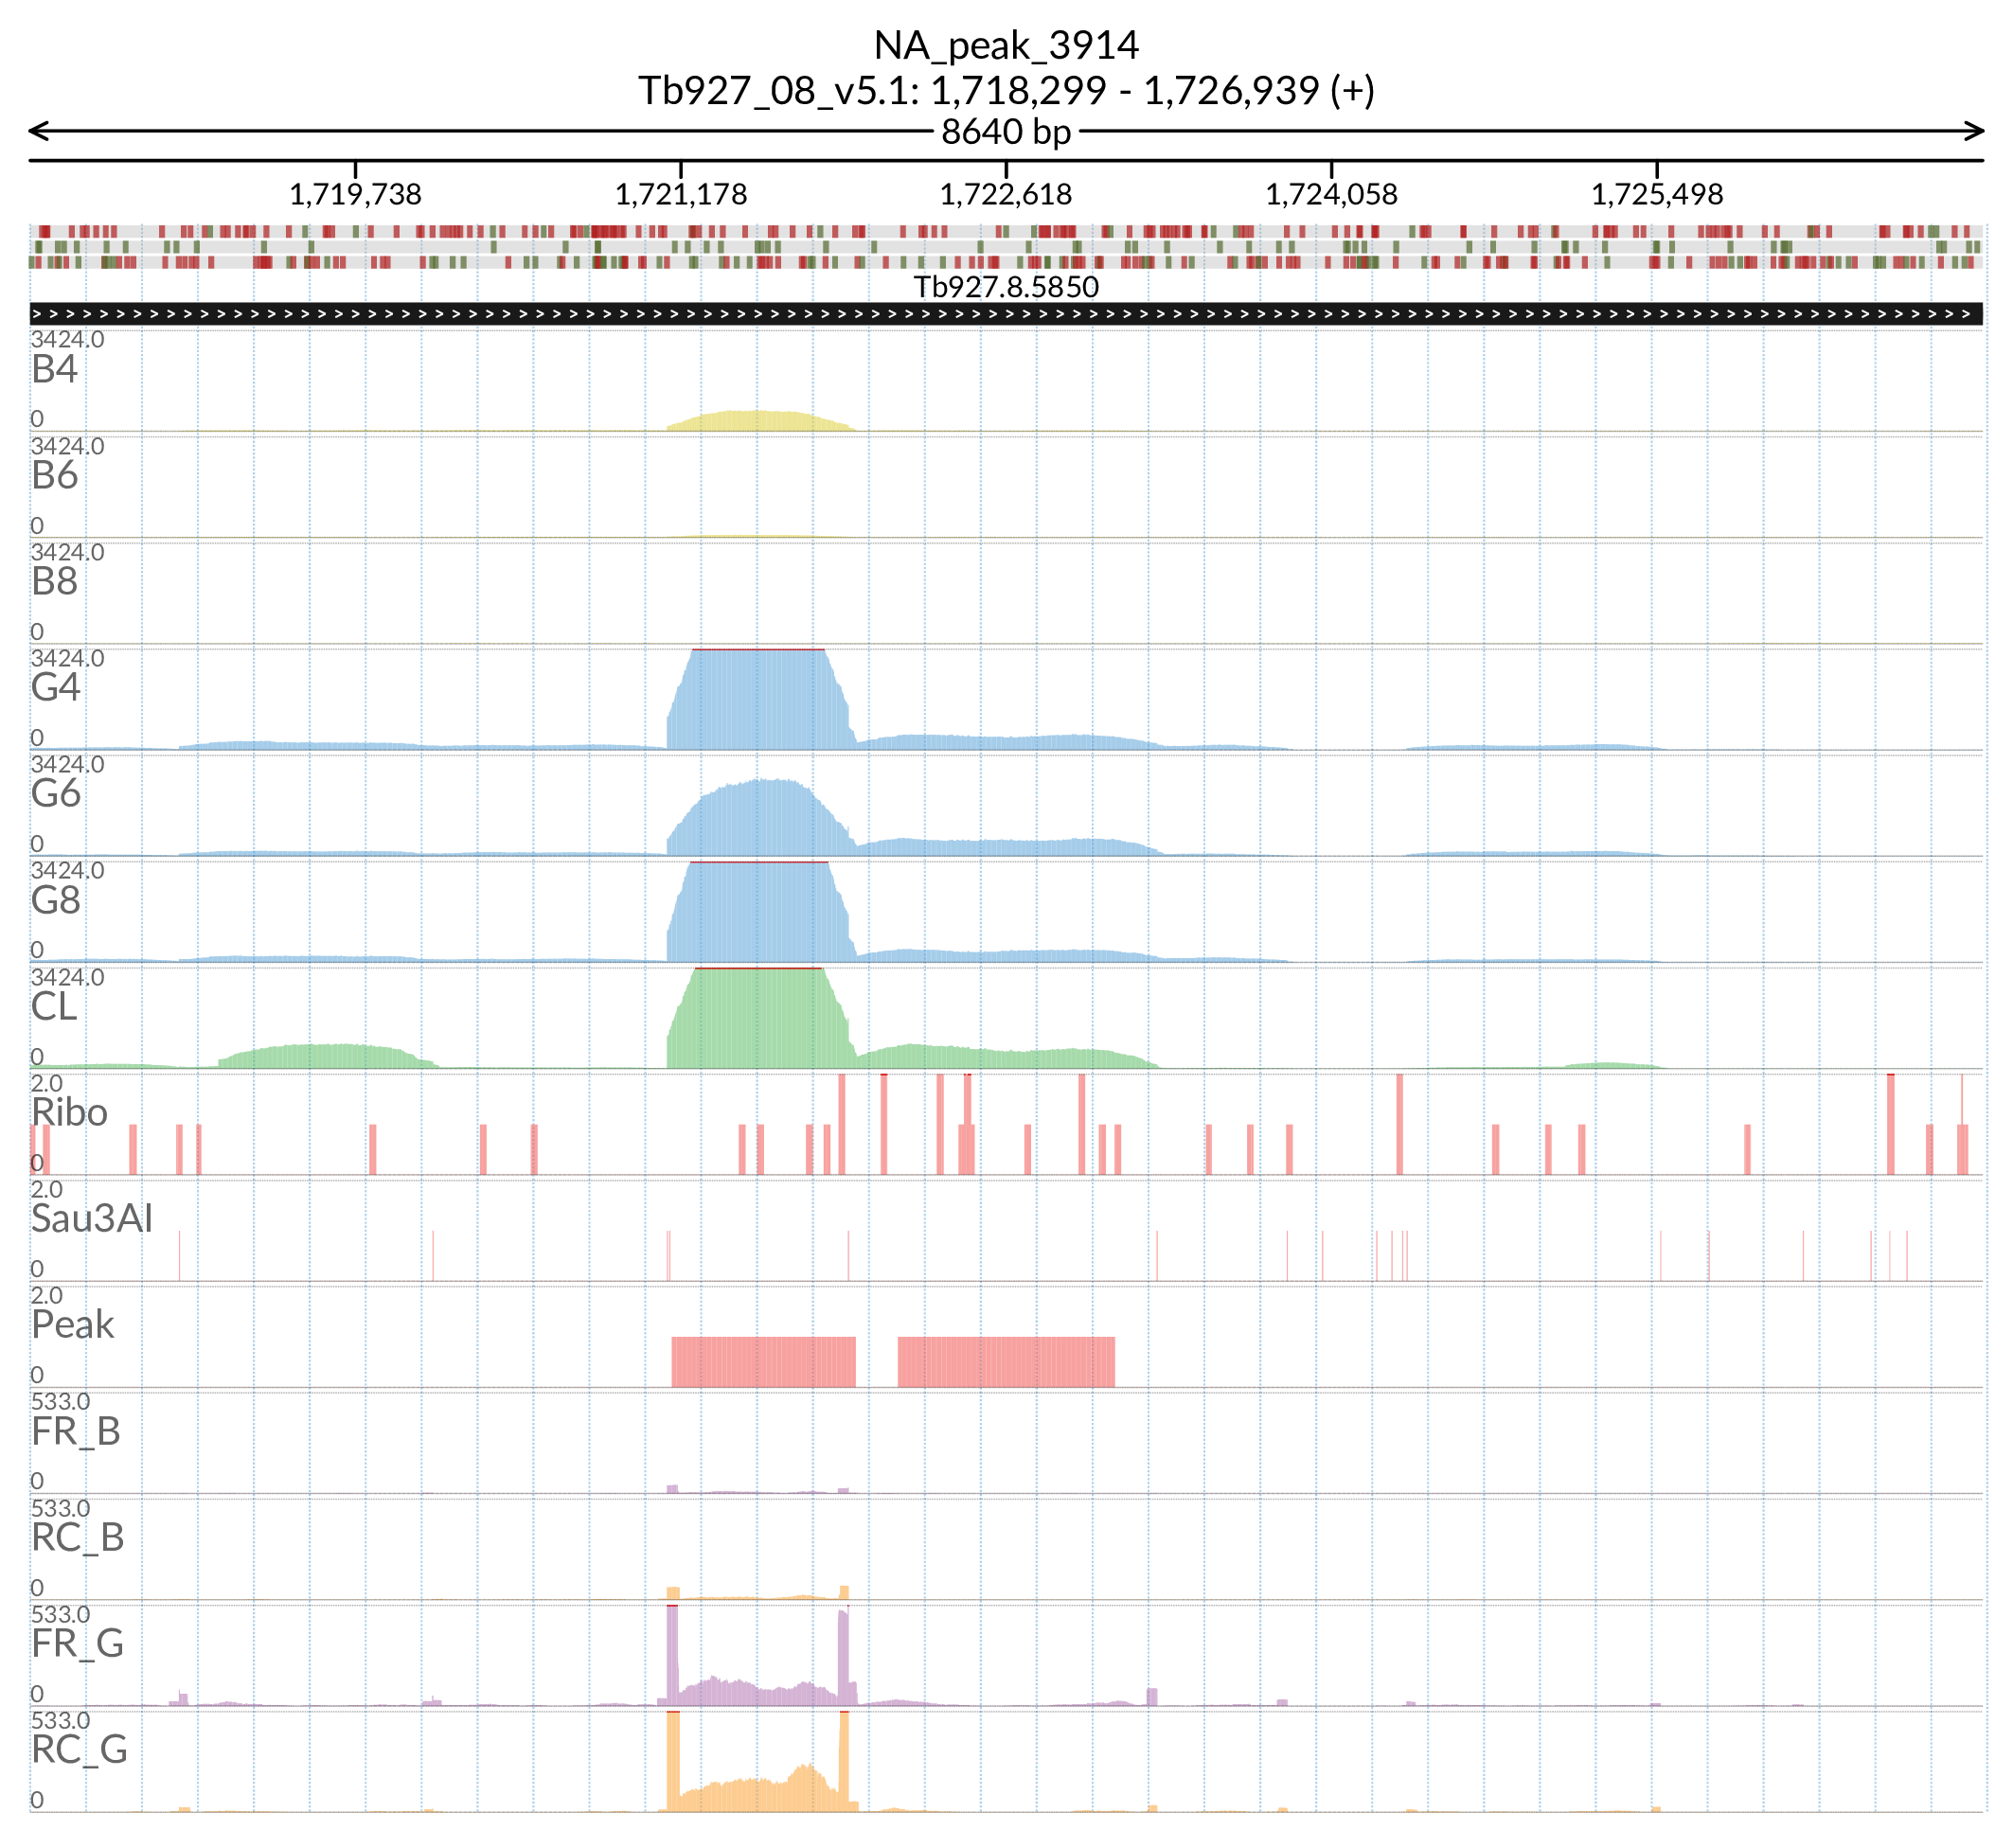 NA_peak_3914
Tb927_08_v5.1: 1,718,299 - 1,726,939 (+)
8640 bp
1,719,738 1,721,178 1,722,618 1,724,058 1,725,498
Tb927.8.5850
3424.0
B4
0
3424.0
B6
0
3424.0
B8
0
3424.0
G4
0
3424.0
G6
0
3424.0
G8
0
3424.0
CL
0
2.0
Ribo
0
2.0
Sau3AI
0
2.0
Peak
0
533.0
FR_B
0
533.0
RC_B
0
533.0
FR_G
0
533.0
RC_G
0